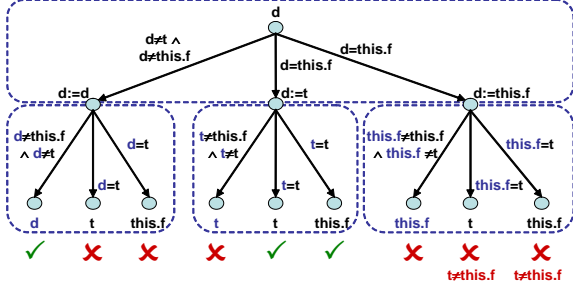 d
d≠t ∧
d≠this.f
d=this.f
d=this.f
d:=d
d:=t
d:=this.f
d≠this.f
∧ d≠t
d=t
d=t
t≠this.f
∧ t≠t
t=t
t=t
this.f≠this.f
∧ this.f ≠t
this.f=t
this.f=t
d t this.f
t t this.f
this.f t this.f
✓ ✗ ✗ ✗ ✓ ✓ ✗ ✗ ✗
t≠this.f t≠this.f